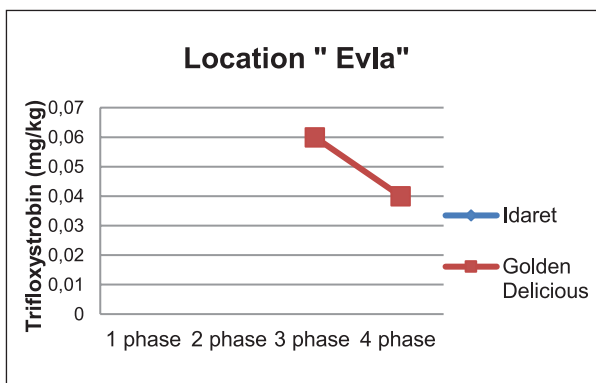 Location " Evla"
Trifloxystrobin (mg/kg)
0,07
0,06
0,05
0,04
0,03
0,02
0,01
0
1 phase 2 phase 3 phase 4 phase
Idaret
Golden
Delicious